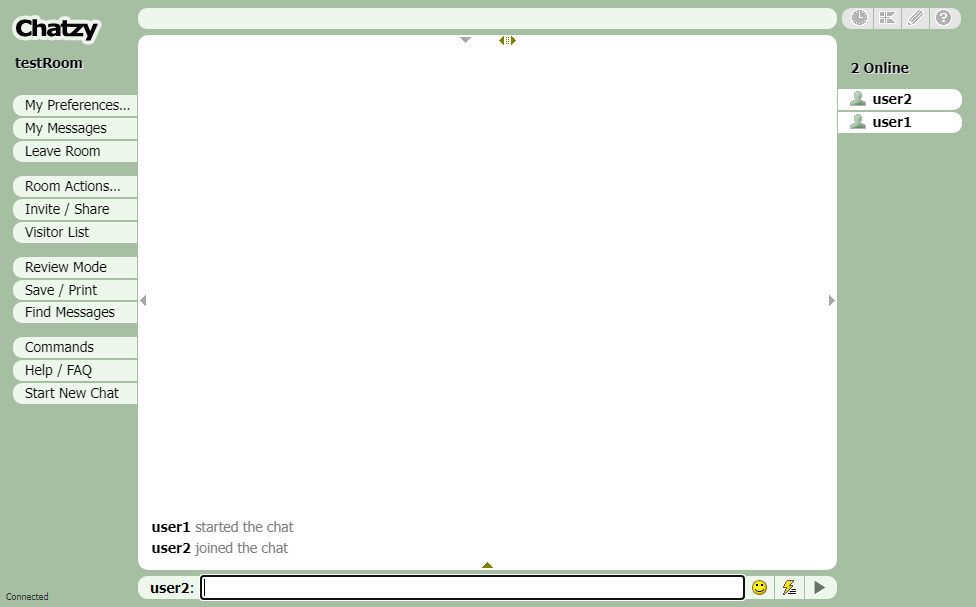 Chatzy
testRoom
My Preferences...
My Messages
Leave Room
Room Actions...
Invite / Share
Visitor List
Review Mode
Save / Print
Find Messages
Commands
Help / FAQ
Start New Chat
Connected
user1 started the chat
user2 joined the chat
user2:
?
2 Online
user2
user1